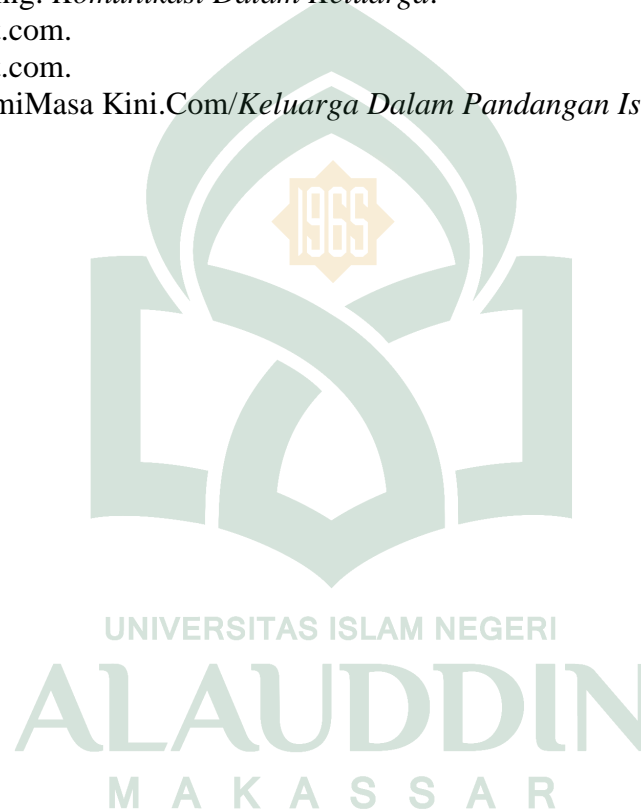 ng. Komunikasi Dalam Keluarga.
.com.
.com.
miMasa Kini.Com/Keluarga Dalam Pandangan Is
1965
UNIVERSITAS ISLAM NEGERI
ALAUDDIN
MAKASSAR